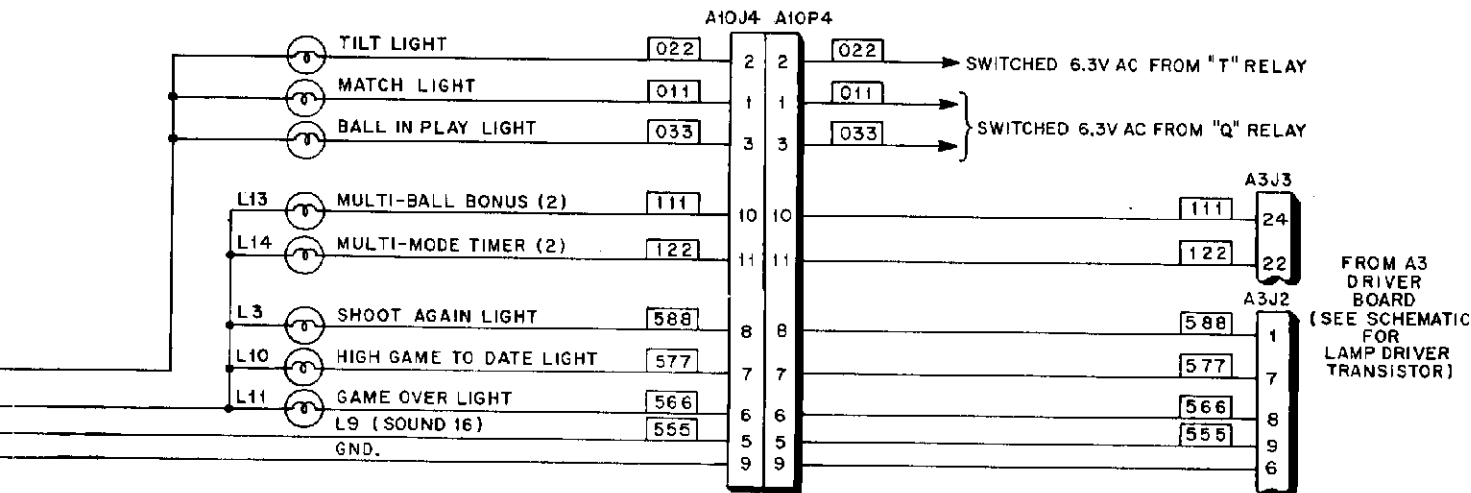 A10J4 A10P4
TILT LIGHT 022 2 2 022 SWITCHED 6.3V AC FROM "T" RELAY
MATCH LIGHT 011 1 1 011
SWITCHED 6.3V AC FROM "Q" RELAY
BALL IN PLAY LIGHT 033 3 3 033
A3J3
L13 MULTI-BALL BONUS (2) 111 10 10 111 24
L14 MULTI-MODE TIMER (2) 122 11 11 122 22
FROM A3
DRIVER
BOARD
(SEE SCHEMATIC
FOR
LAMP DRIVER
TRANSISTOR)
A3J2
L3 SHOOT AGAIN LIGHT 588 8 8 588 1
L10 HIGH GAME TO DATE LIGHT 577 7 7 577 7
L11 GAME OVER LIGHT 566 6 6 566 8
L9 (SOUND 16) 555 5 5 555 9
GND. 9 9 6